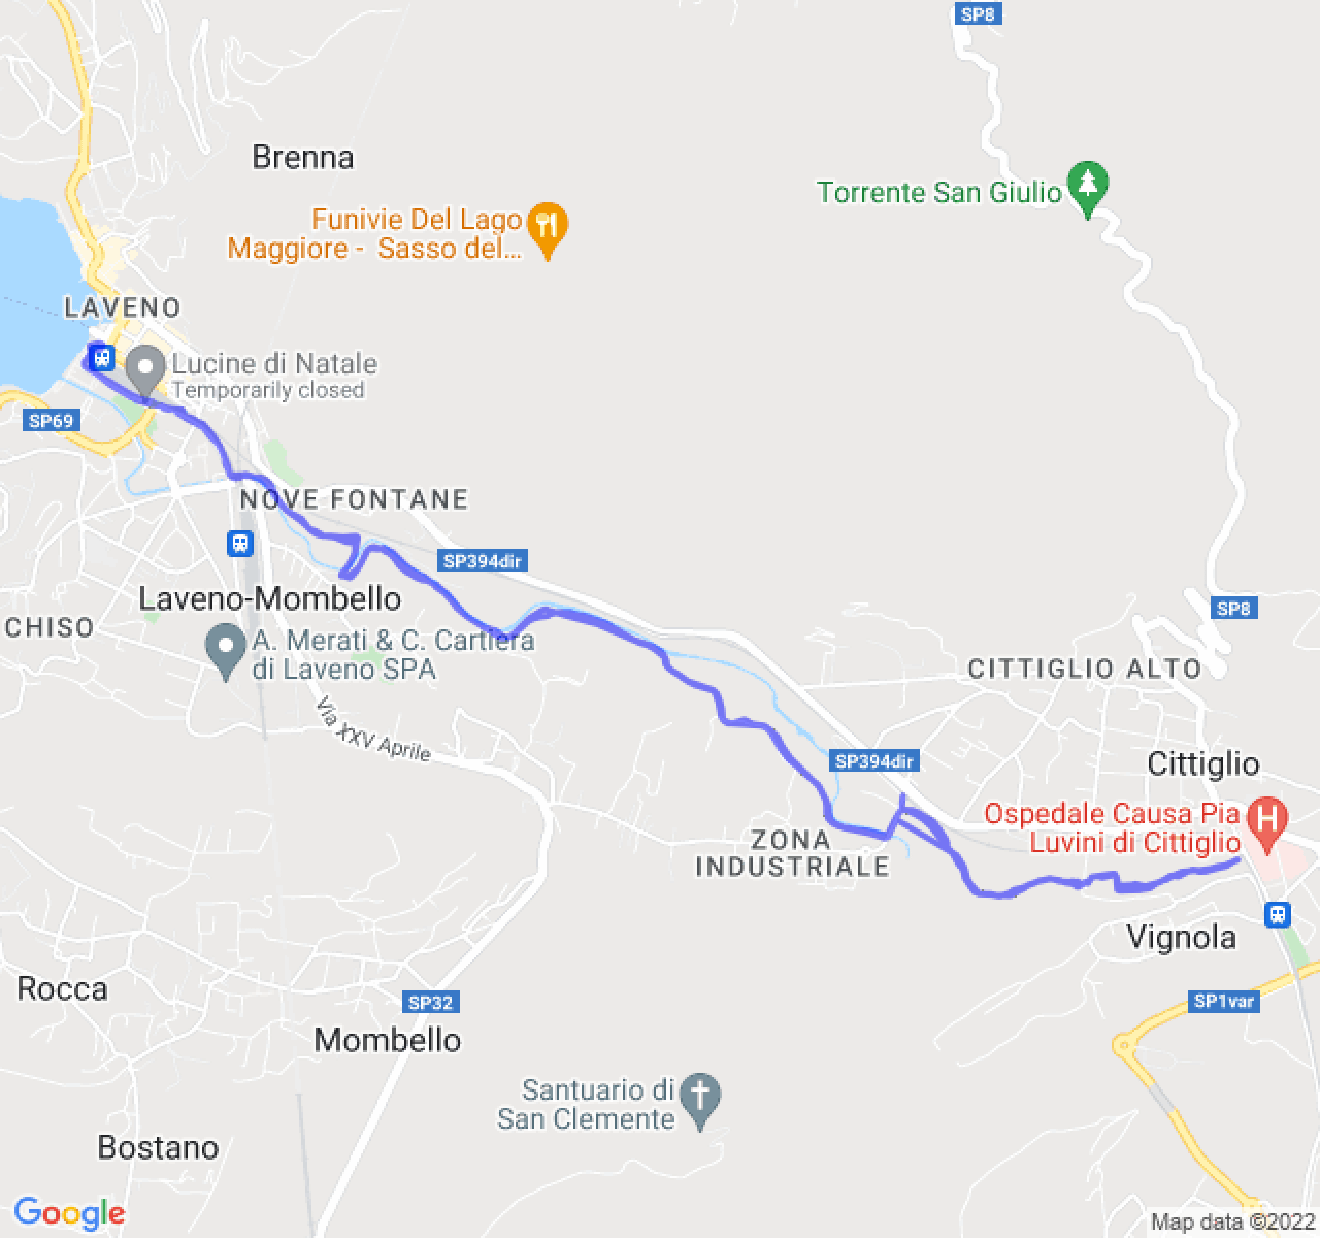 SP8
Brenna
Torrente San Giulio
Funivie Del Lago
Maggiore - Sasso del...
LAVENO
Lucine di Natale
Temporarily closed
SP69
NOVE FONTANE
SP394dir
Laveno-Mombello
SP8
CHISO
A. Merati & C. Cartiera
di Laveno SPA
CITTIGLIO ALTO
Via XXV Aprile
SP394dir
Cittiglio
Ospedale Causa Pia
Luvini di Cittiglio
H
ZONA
INDUSTRIALE
Vignola
Rocca
SP32
SP1var
Mombello
Santuario di
San Clemente
Bostano
Google
Map data ©2022